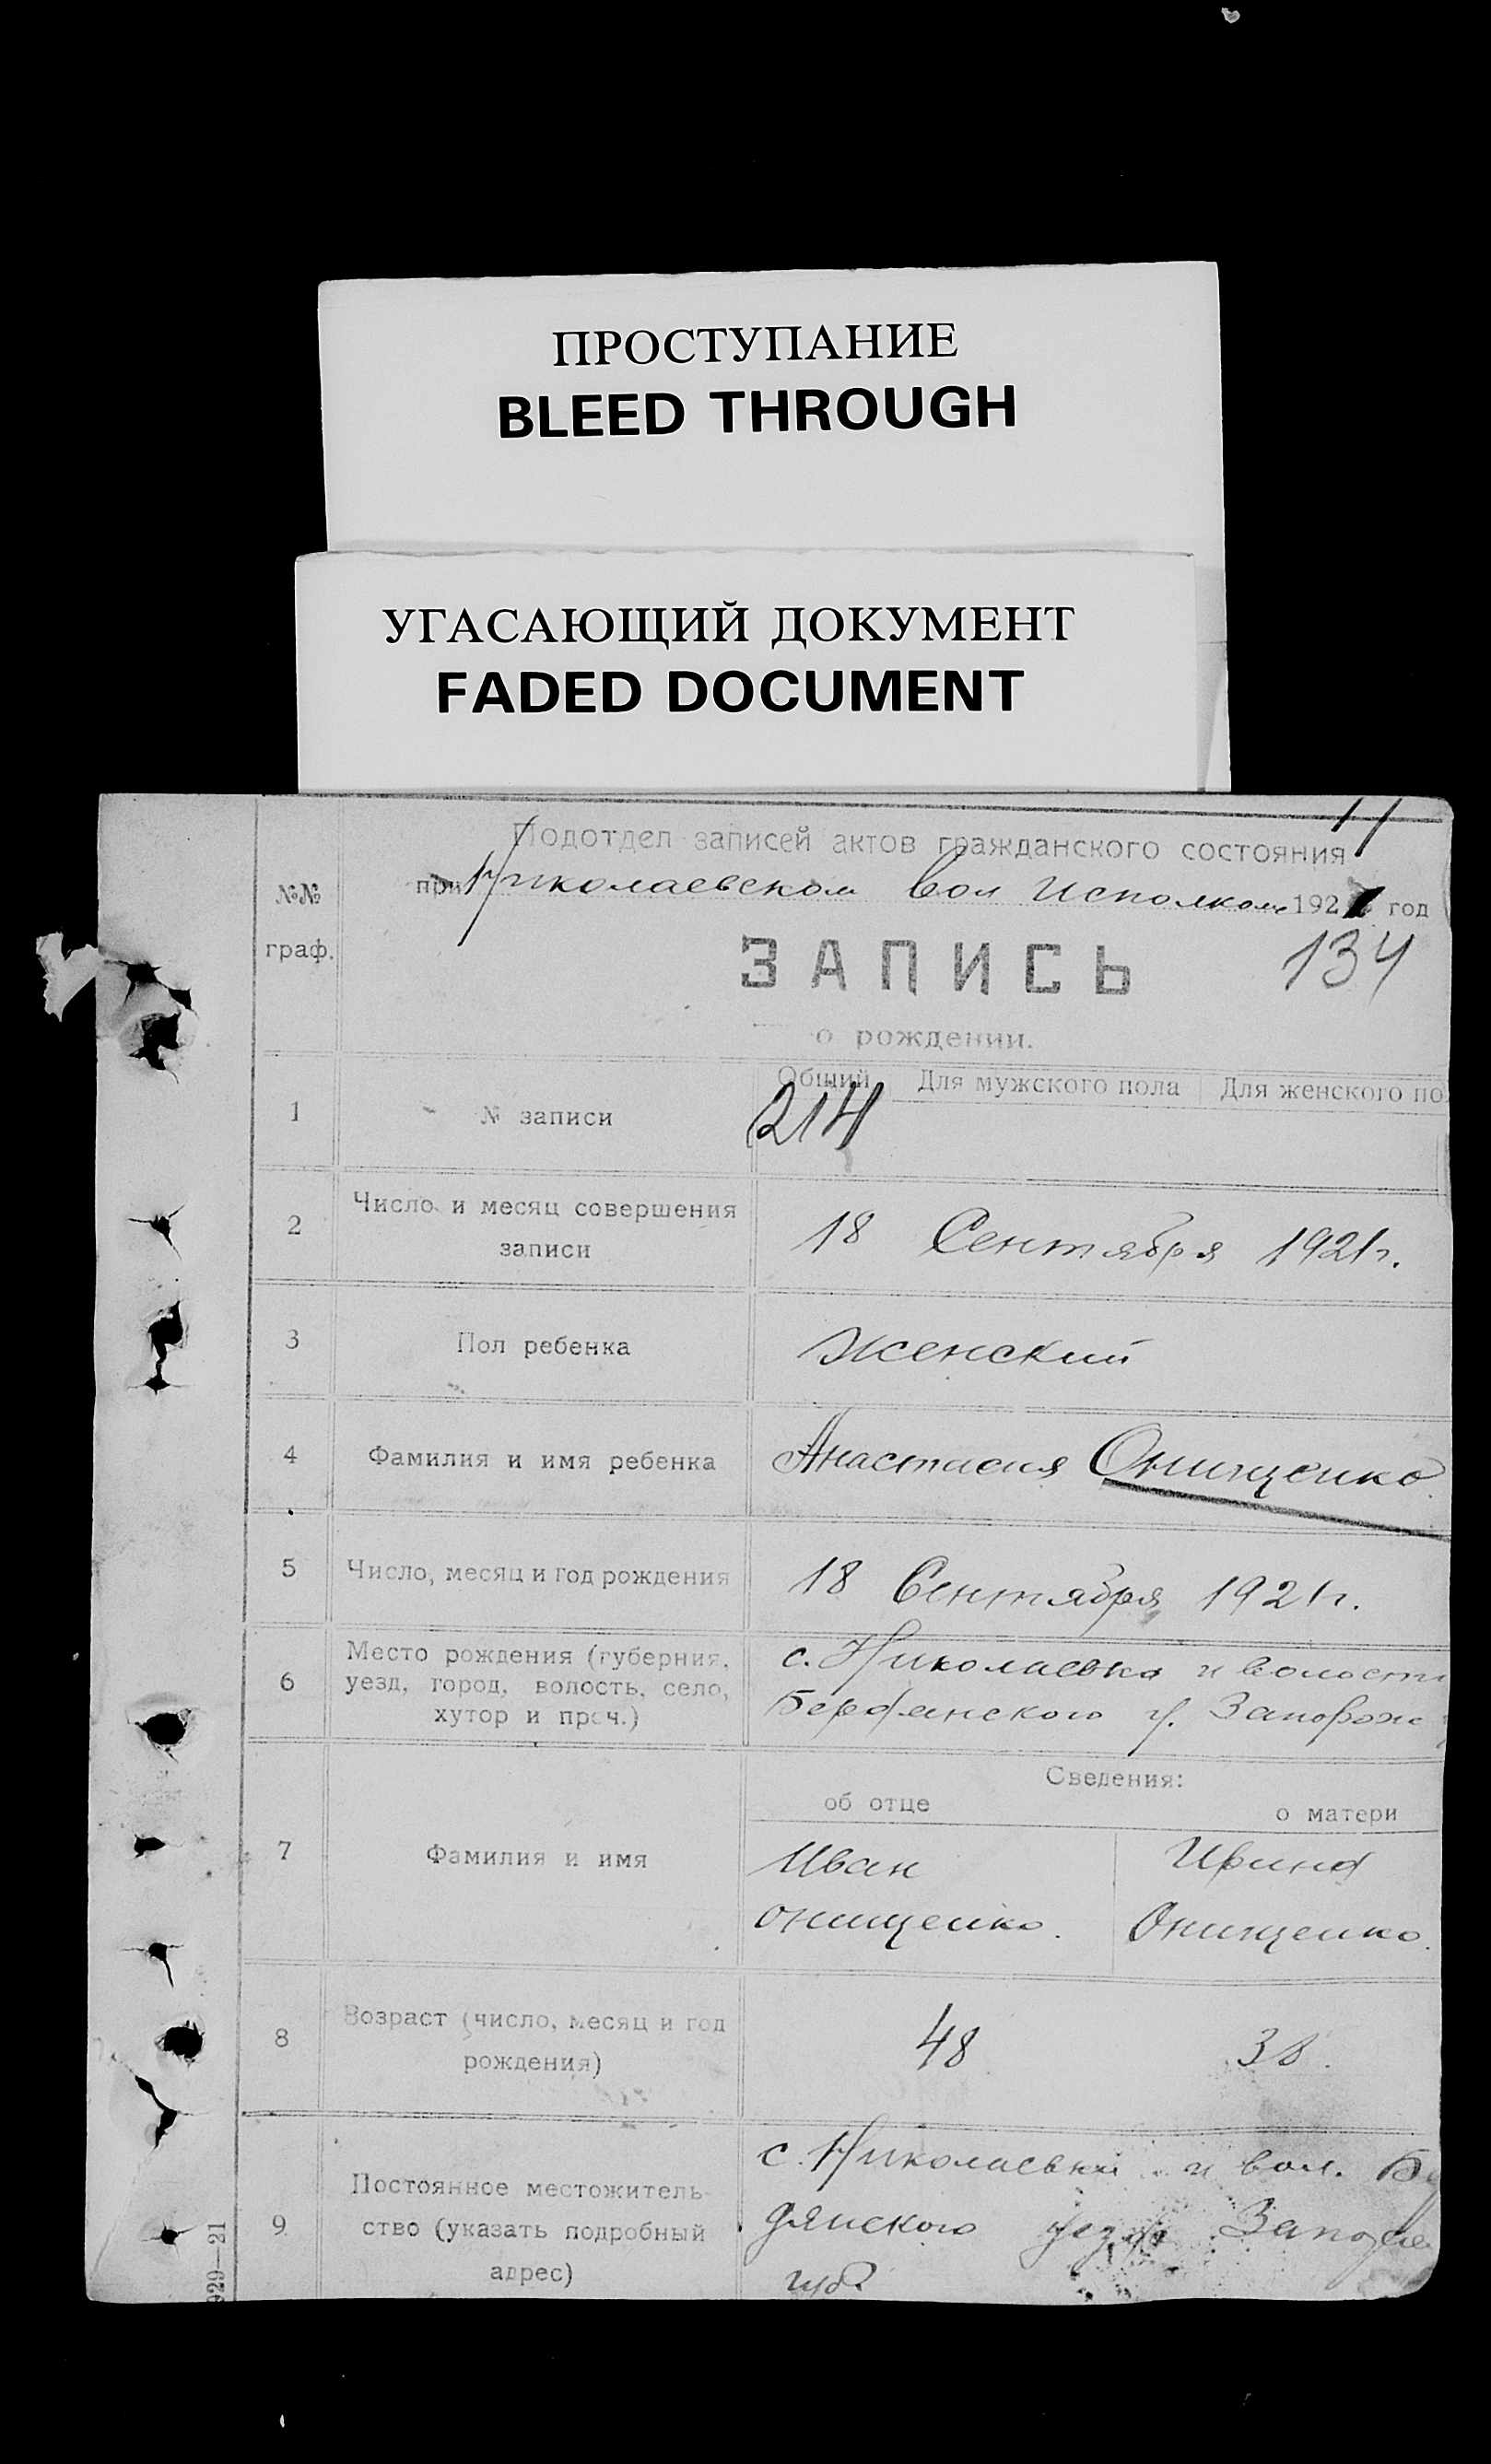 ПРОСТУПАНИЕ
BLEED THROUGH
УГАСАЮЩИЙ ДОКУМЕНТ
FADED DOCUMENT
Подотдел записей актов гражданского состояния
при Николаевском вол Исполком 1921 год
№№ граф.
ЗАПИСЬ 134
о рождении.
Общий Для мужского пола Для женского по
1 № записи 214
2 Число и месяц совершения
записи
18 Сентября 1921 г.
3 Пол ребенка Женский
4 Фамилия и имя ребенка Анастасия Онищенко
5 Число, месяц и год рождения 18 Сентября 1921 г.
6 Место рождения (губерния,
уезд, город, волость, село,
хутор и проч.)
с. Николаевка и волости
Бердянского у. Запорож
Сведения:
об отце о матери
7 Фамилия и имя
Иван Ирина
Онищенко. Онищенко.
8 Возраст (число, месяц и год
рождения)
48 38.
9 Постоянное местожитель-
ство (указать подробный
адрес)
с. Николаевки и вол. Бе
дянского уезда
губ.
929—21